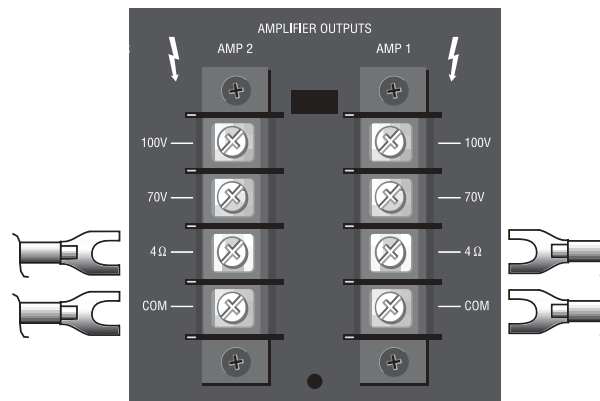 AMPLIFIER OUTPUTS
AMP 2
AMP 1
100V
100V
70V
70V
4 Ω
4 Ω
COM
COM